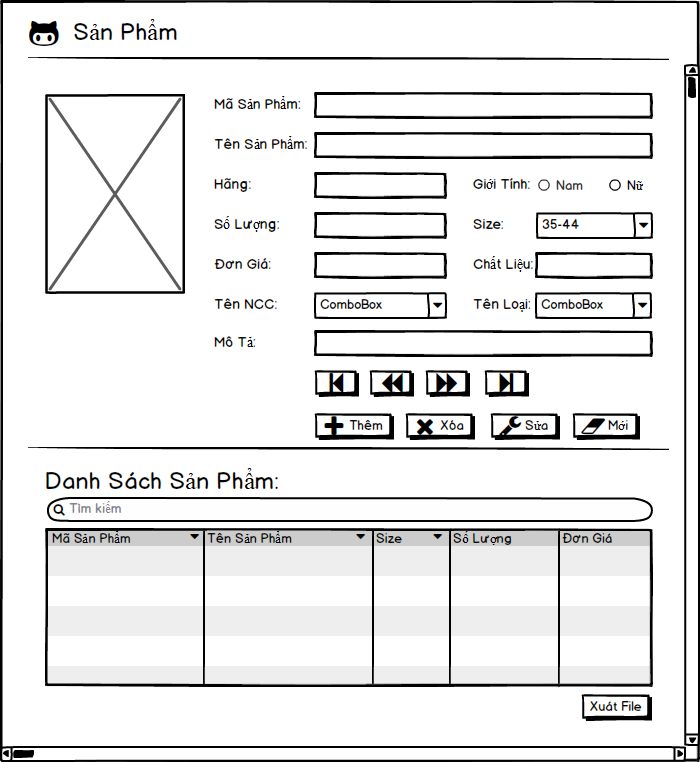 Sản Phẩm
Mã Sản Phẩm:
Tên Sản Phẩm:
Hãng:
Giới Tính: Nam Nữ
Số Lượng:
Size: 35-44
Đơn Giá:
Chất Liệu:
Tên NCC: ComboBox
Tên Loại: ComboBox
Mô Tả:
Thêm Xóa Sửa Mới
Danh Sách Sản Phẩm:
Tìm kiếm
Mã Sản Phẩm Tên Sản Phẩm Size Số Lượng Đơn Giá
Xuất File